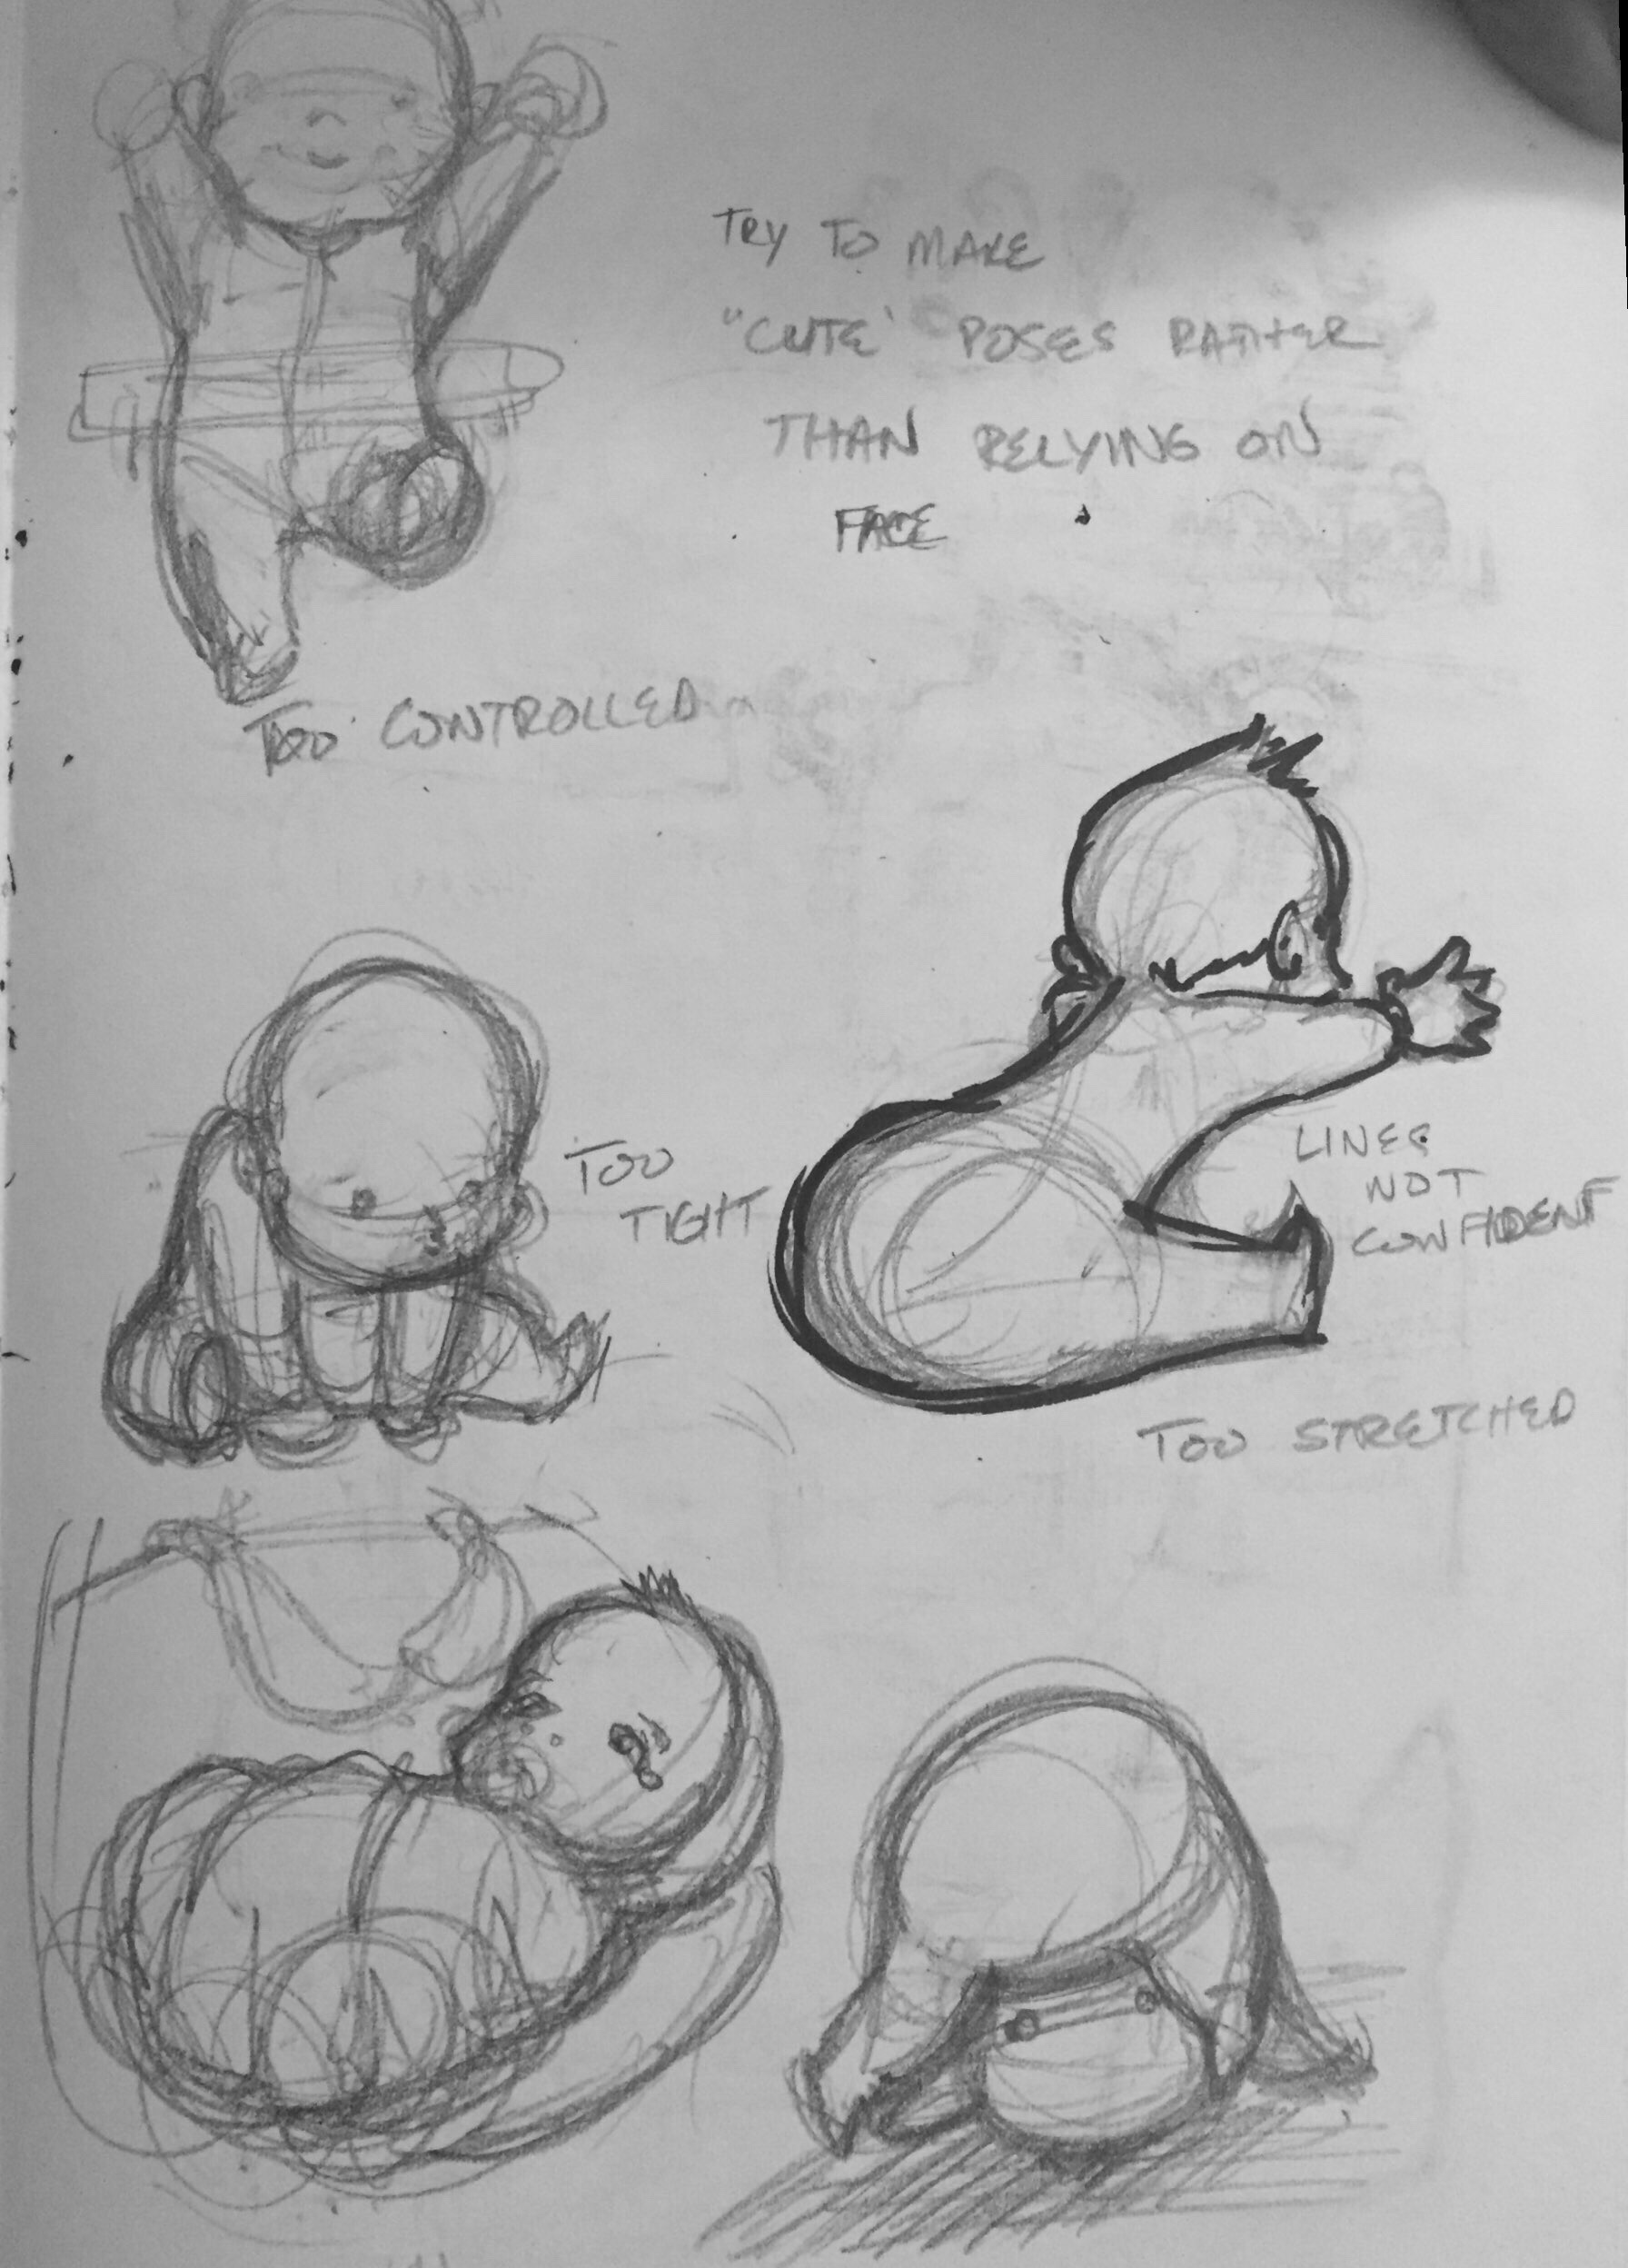 TRY TO MAKE
"CUTE' POSES RATHER
THAN RELYING ON
FACE
TOO CONTROLLED
TOO
TIGHT
LINES
NOT
CONFIDENT
TOO STRETCHED